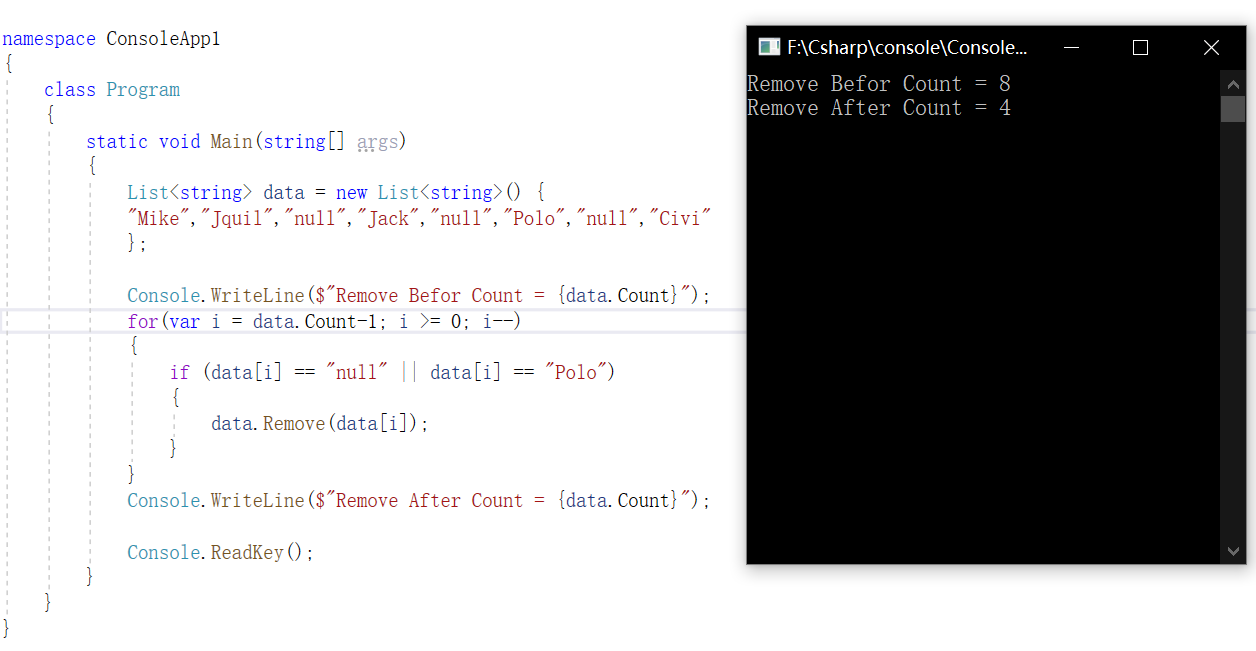 namespace ConsoleApp1
{
class Program
{
static void Main(string[] args)
{
List<string> data = new List<string>() {
"Mike","Jquil","null","Jack","null","Polo","null","Civi"
};
Console.WriteLine($"Remove Befor Count = {data.Count}");
for(var i = data.Count-1; i >= 0; i--)
{
if (data[i] == "null" || data[i] == "Polo")
{
data.Remove(data[i]);
}
}
Console.WriteLine($"Remove After Count = {data.Count}");
Console.ReadKey();
}
}
}
F:\Csharp\console\Console...
Remove Befor Count = 8
Remove After Count = 4